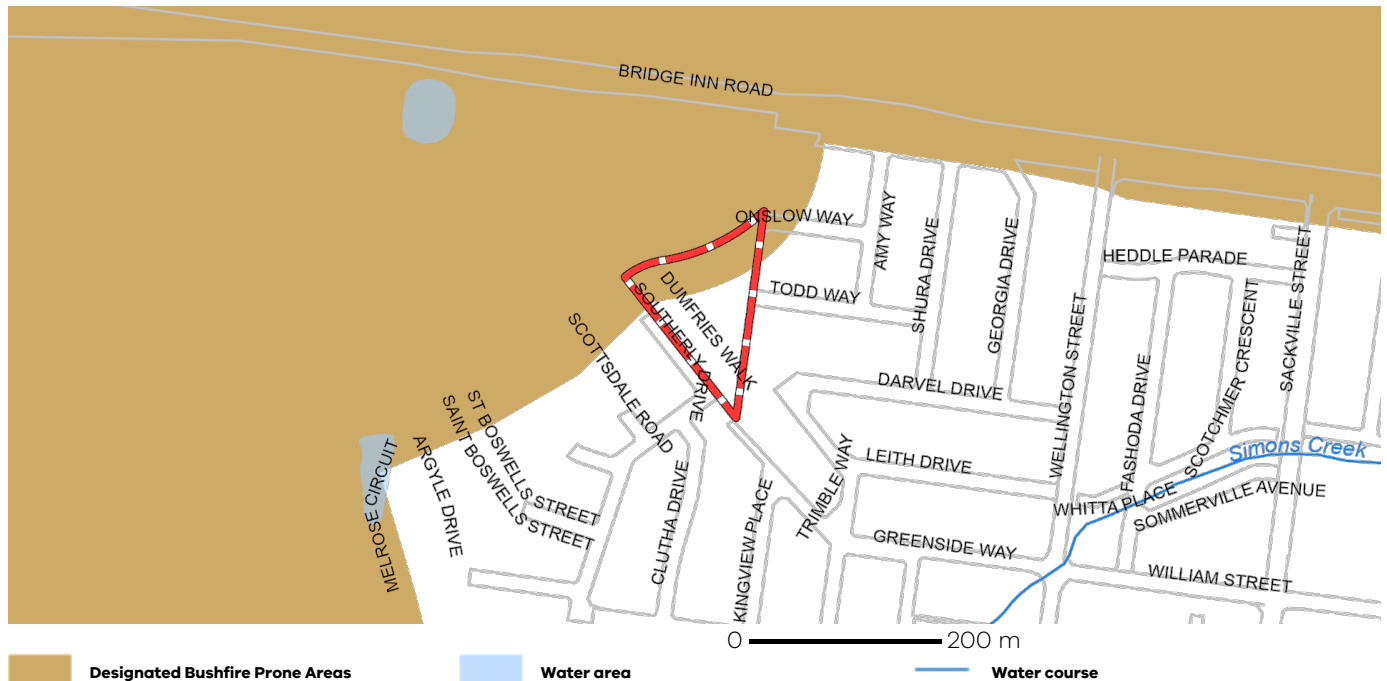 BRIDGE INN ROAD
ONSLOW WAY
AMY WAY
SHURA DRIVE
GEORGIA DRIVE
HEDDLE PARADE
SACKVILLE STREET
TODD WAY
DUMFRIES WALK
SOUTHERLY DRIVE
SCOTTSDALE ROAD
WELLINGTON STREET
SCOTCHMER CRESCENT
FASHODA DRIVE
DARVEL DRIVE
ST BOSWELLS STREET
SAINT BOSWELLS STREET
ARGYLE DRIVE
MELROSE CIRCUIT
CLUTHA DRIVE
KINGVIEW PLACE
TRIMBLE WAY
LEITH DRIVE
Simons Creek
WHITTA PLACE
SOMMERVILLE AVENUE
GREENSIDE WAY
WILLIAM STREET
0 200 m
Designated Bushfire Prone Areas
Water area
Water course